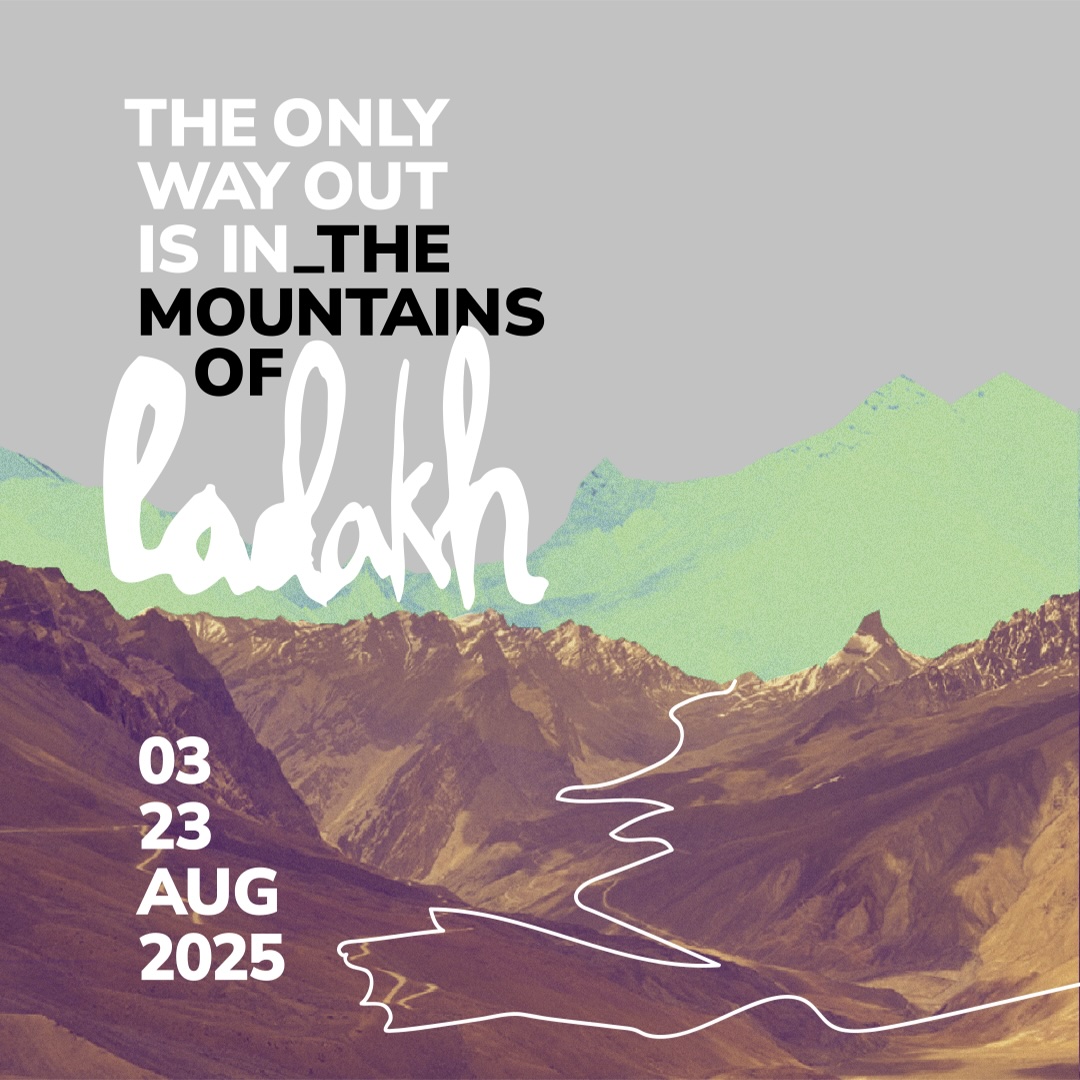 THE ONLY
WAY OUT
IS IN_THE
MOUNTAINS
OF
ladakh
03
23
AUG
2025